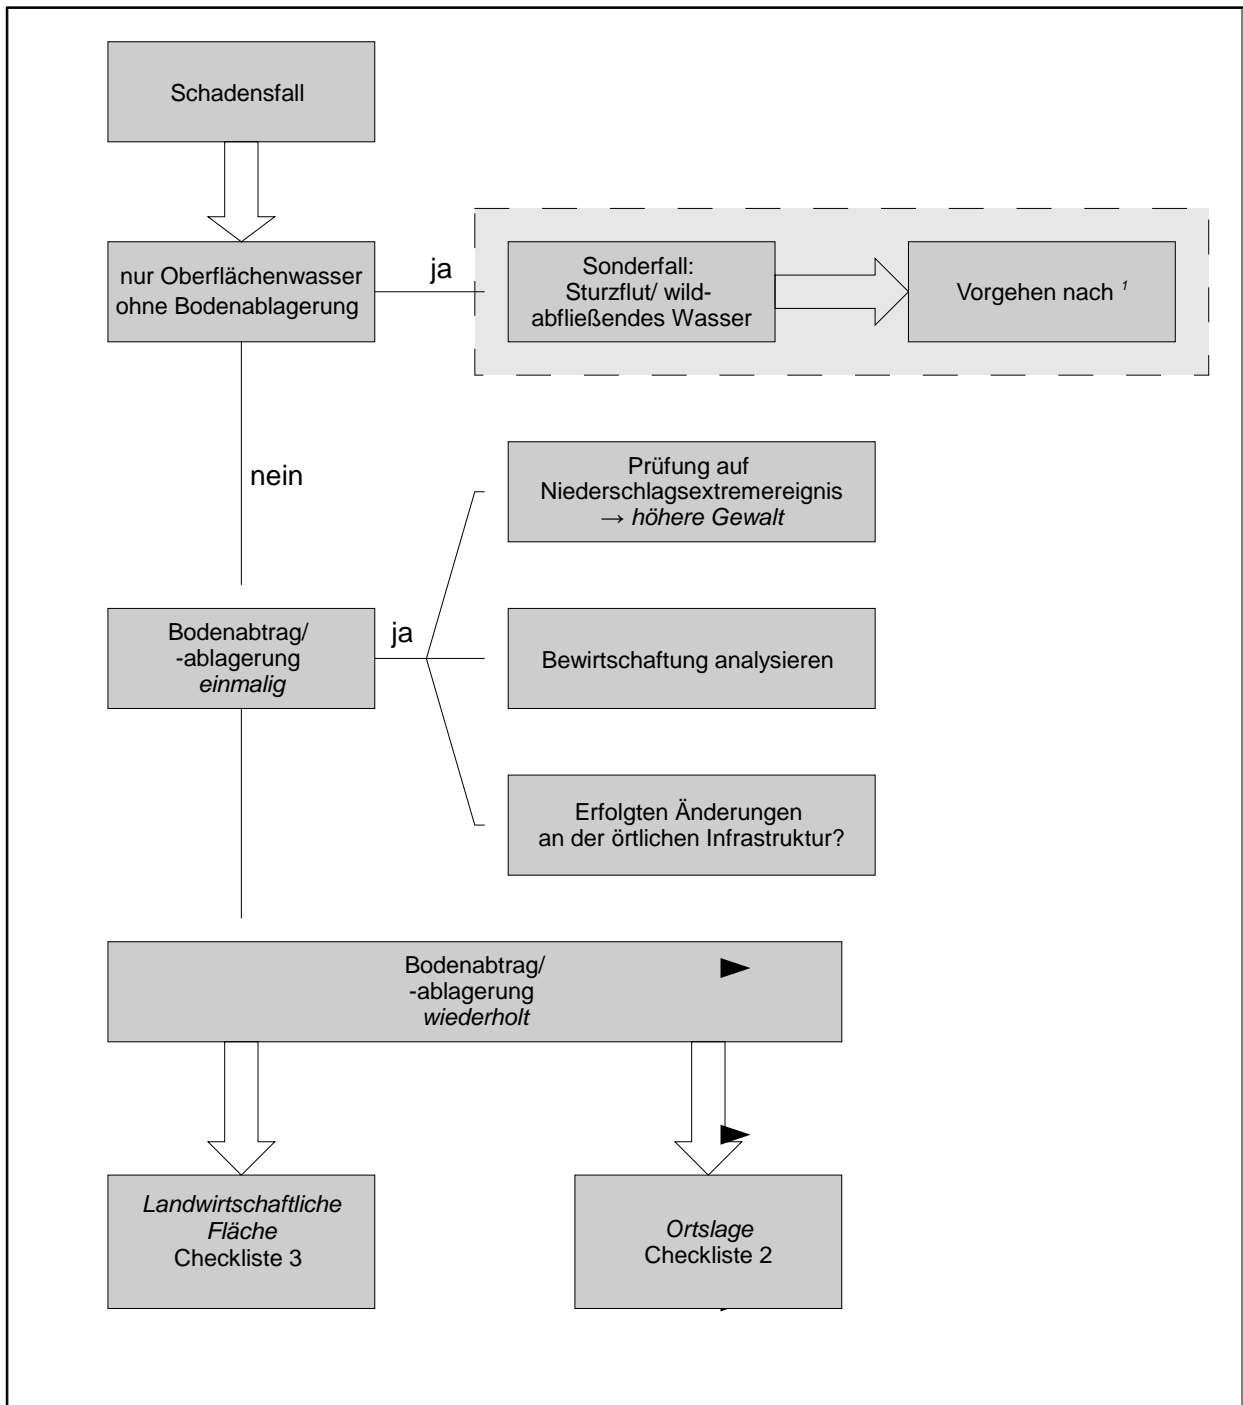 Schadensfall
nur Oberflächenwasser
ohne Bodenablagerung
ja
Sonderfall:
Sturzflut/ wild-
abfließendes Wasser
Vorgehen nach 1
nein
Prüfung auf
Niederschlagsextremereignis
→ höhere Gewalt
Bodenabtrag/
-ablagerung
einmalig
ja
Bewirtschaftung analysieren
Erfolgten Änderungen
an der örtlichen Infrastruktur?
Bodenabtrag/
-ablagerung
wiederholt
Landwirtschaftliche
Fläche
Checkliste 3
Ortslage
Checkliste 2